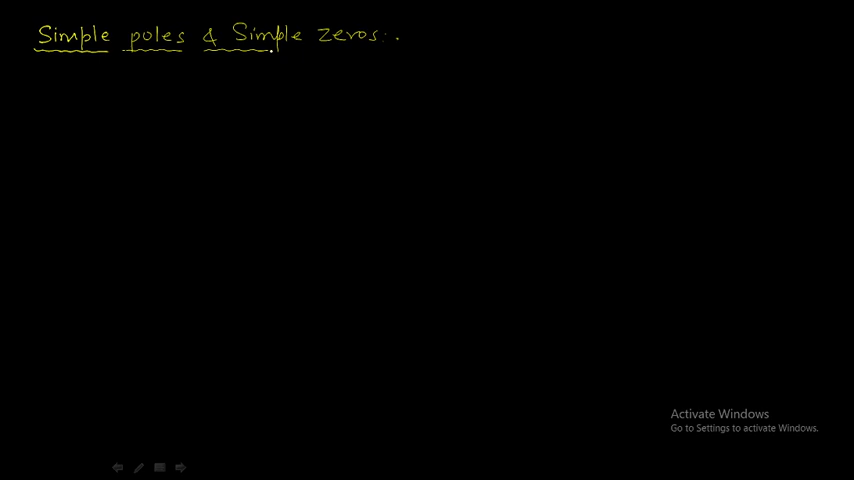 Simple poles & Simple zeros:.
Activate Windows
Go to Settings to activate Windows.